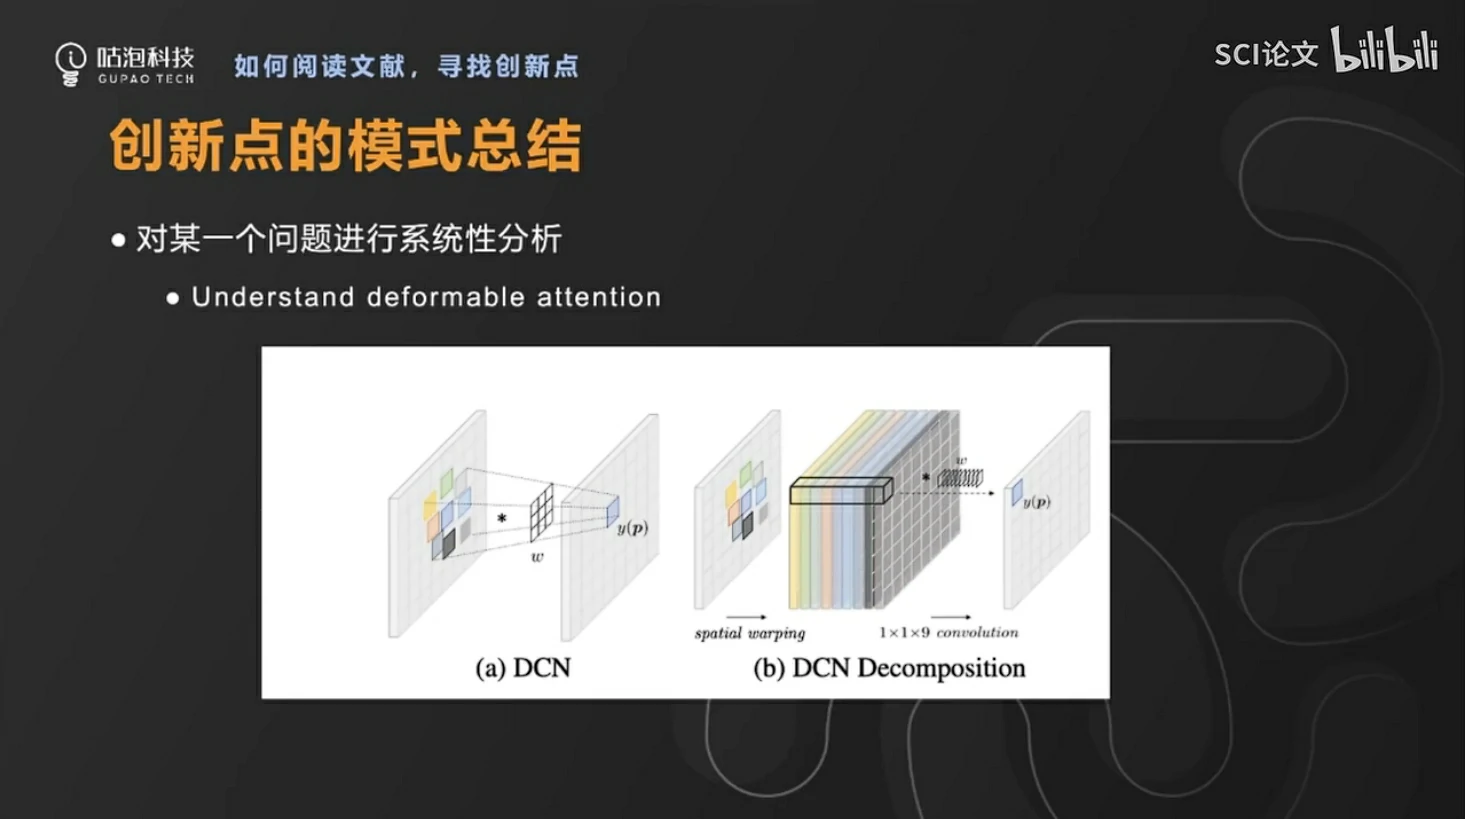 咕泡科技
GUPAO TECH
如何阅读文献，寻找创新点
SCI论文 bilibili
创新点的模式总结
● 对某一个问题进行系统性分析
● Understand deformable attention
*
w
y(p)
(a) DCN
w
*
y(p)
spatial warping
1×1×9 convolution
(b) DCN Decomposition